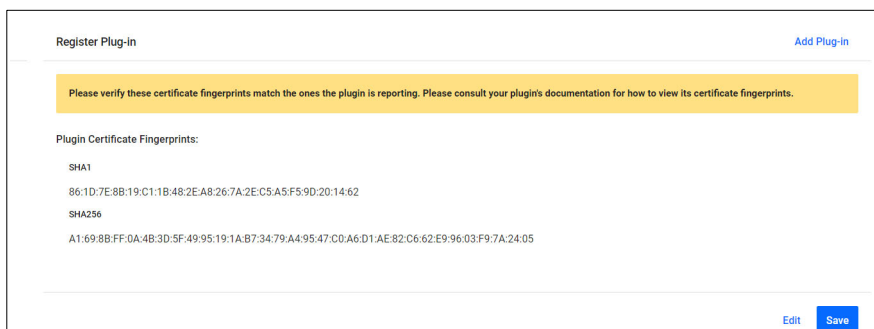 Register Plug-in
Add Plug-in
Please verify these certificate fingerprints match the ones the plugin is reporting. Please consult your plugin's documentation for how to view its certificate fingerprints.
Plugin Certificate Fingerprints:
SHA1
86:1D:7E:8B:19:C1:1B:48:2E:A8:26:7A:2E:C5:A5:F5:9D:20:14:62
SHA256
A1:69:8B:FF:0A:4B:3D:5F:49:95:19:1A:B7:34:79:A4:95:47:C0:A6:D1:AE:82:C6:62:E9:96:03:F9:7A:24:05
Edit
Save